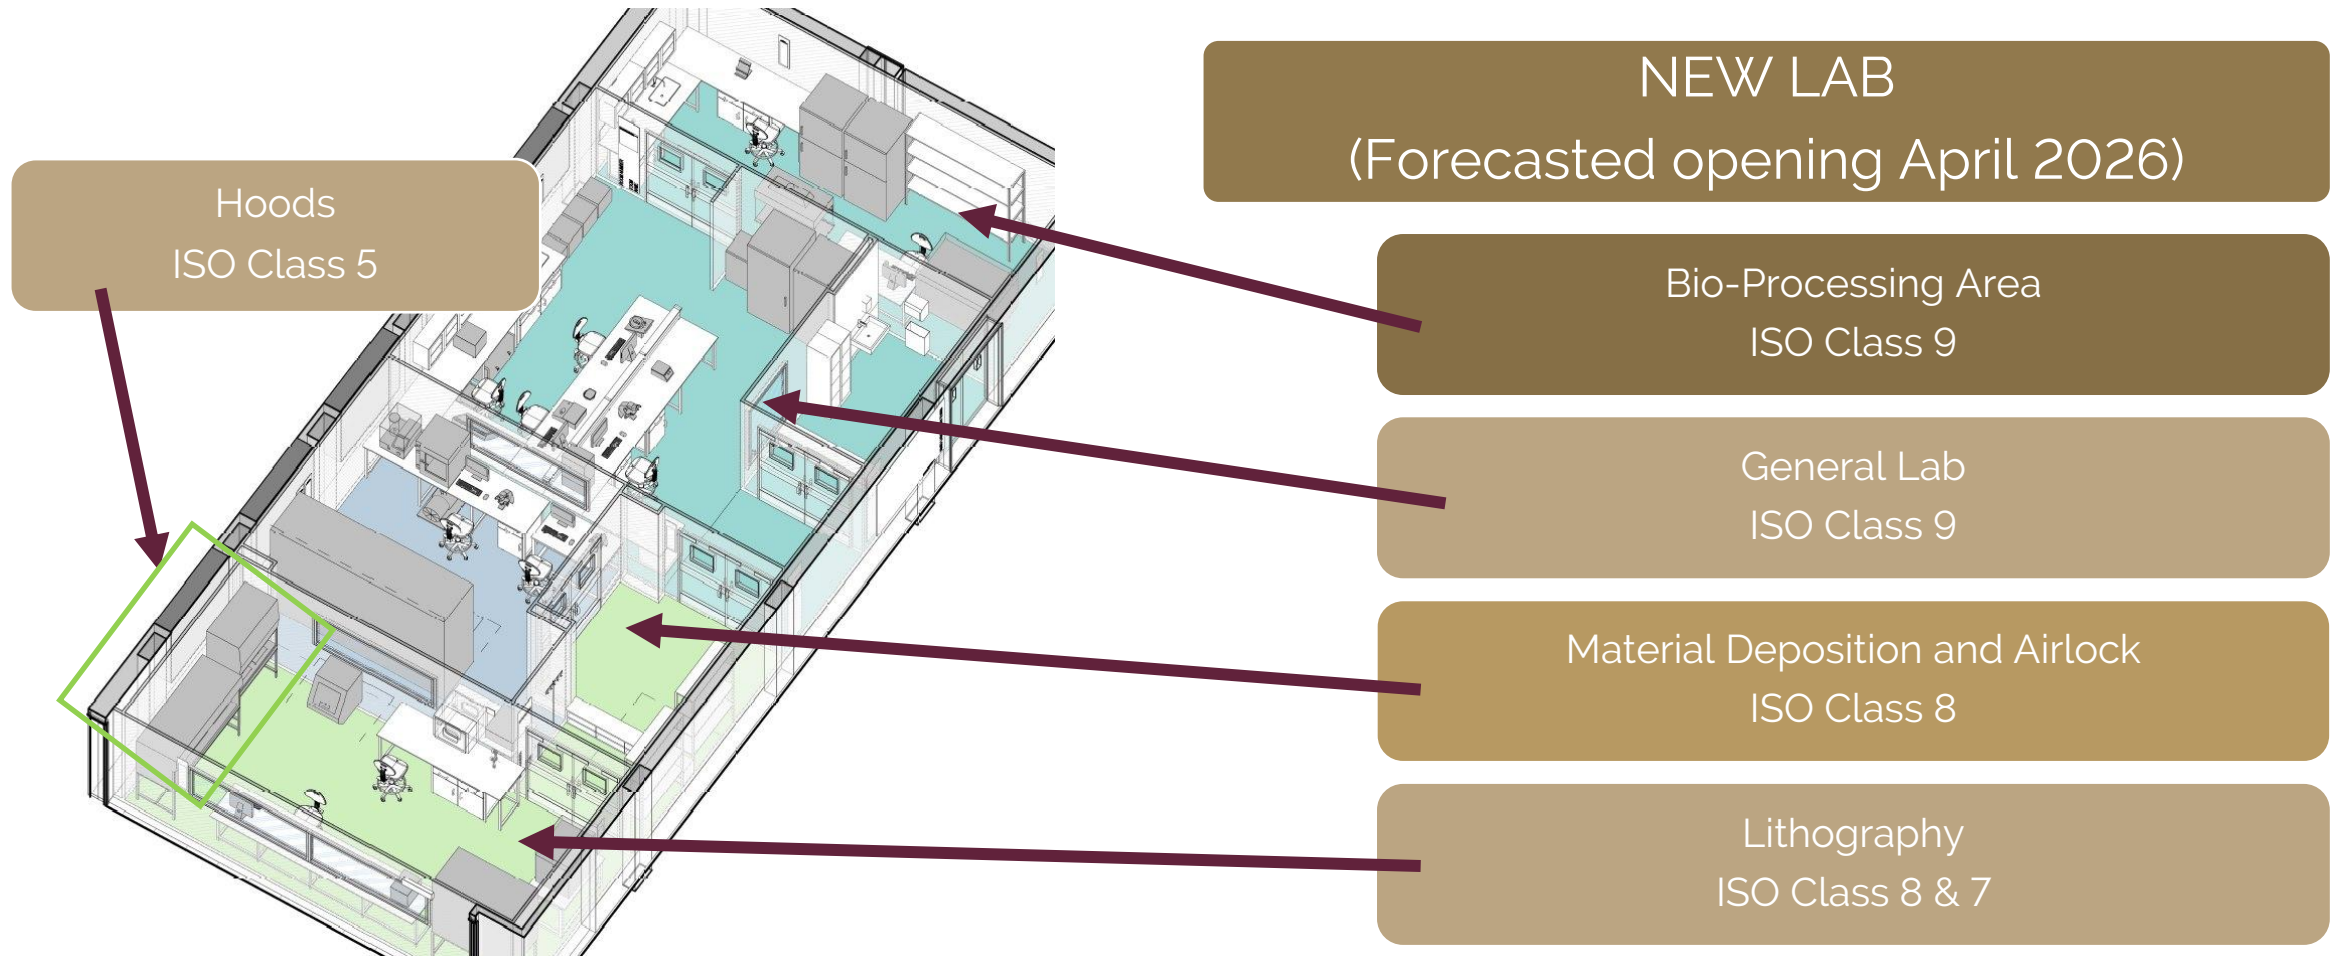 NEW LAB
(Forecasted opening April 2026)
Hoods
ISO Class 5
Bio-Processing Area
ISO Class 9
General Lab
ISO Class 9
Material Deposition and Airlock
ISO Class 8
Lithography
ISO Class 8 & 7